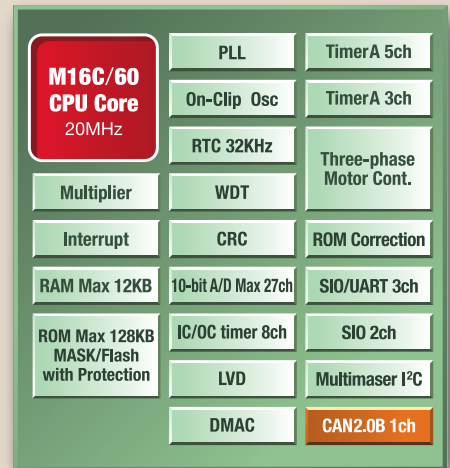 M16C/60
CPU Core
20MHz
Multiplier
Interrupt
RAM Max 12KB
ROM Max 128KB
MASK/Flash
with Protection
PLL
On-Clip Osc
RTC 32KHz
WDT
CRC
10-bit A/D Max 27ch
IC/OC timer 8ch
LVD
DMAC
TimerA 5ch
TimerA 3ch
Three-phase
Motor Cont.
ROM Correction
SIO/UART 3ch
SIO 2ch
Multimaser I²C
CAN2.0B 1ch